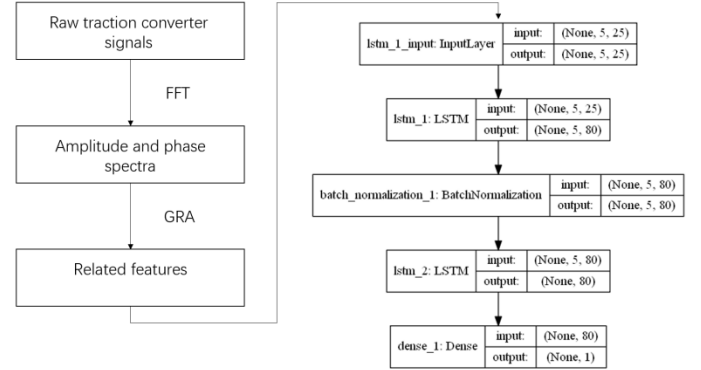 Raw traction converter
signals
FFT
Amplitude and phase
spectra
GRA
Related features
lstm_1_input: InputLayer
input: (None, 5, 25)
output: (None, 5, 25)
lstm_1: LSTM
input: (None, 5, 25)
output: (None, 5, 80)
batch_normalization_1: BatchNormalization
input: (None, 5, 80)
output: (None, 5, 80)
lstm_2: LSTM
input: (None, 5, 80)
output: (None, 80)
dense_1: Dense
input: (None, 80)
output: (None, 1)